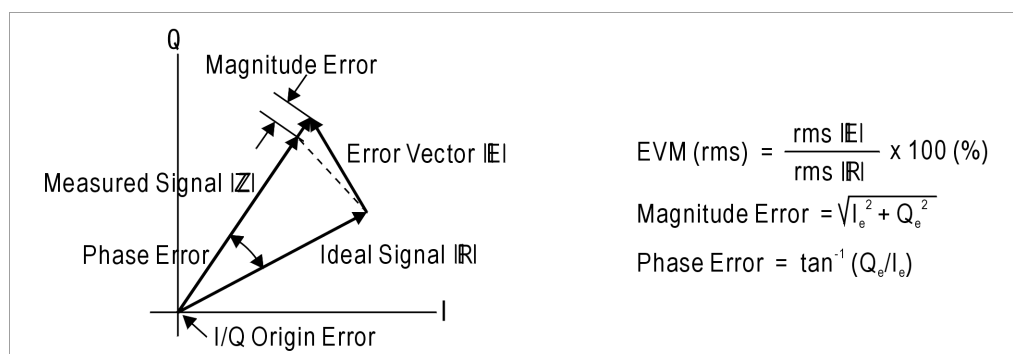 Q
Magnitude Error
Error Vector |E|
Measured Signal |Z|
Phase Error
Ideal Signal |R|
I
I/Q Origin Error
EVM (rms) = rms |E| / rms |R| x 100 (%)
Magnitude Error = √Iₑ² + Qₑ²
Phase Error = tan⁻¹ (Qₑ/Iₑ)